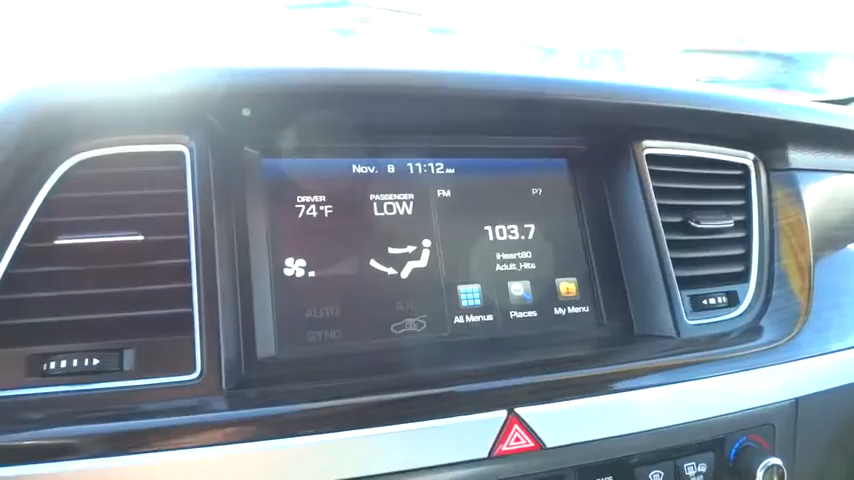 Nov. 8 11:12 AM
DRIVER
74°F
PASSENGER
LOW
FM
P7
103.7
iHeart80
Adult_Hits
AUTO
SYNC
All Menus
Places
My Menu